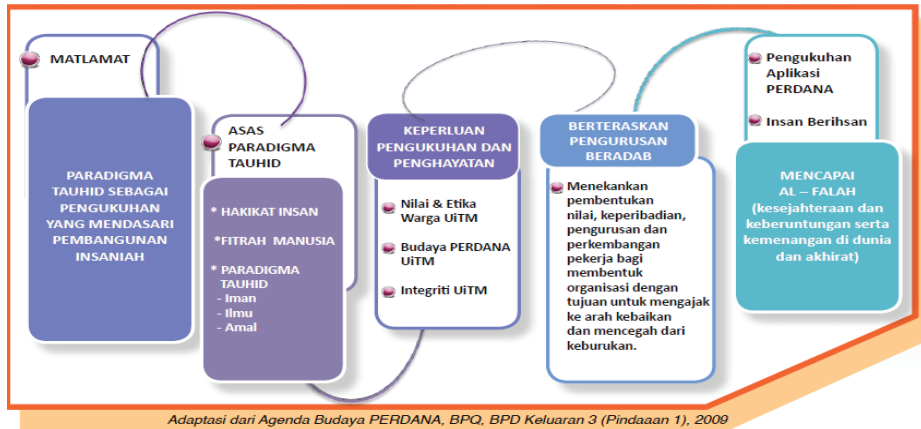 MATLAMAT
PARADIGMA
TAUHID SEBAGAI
PENGUKUHAN
YANG MENDASARI
PEMBANGUNAN
INSANIAH
ASAS
PARADIGMA
TAUHID
* HAKIKAT INSAN
*FITRAH MANUSIA
* PARADIGMA
TAUHID
- Iman
- Ilmu
- Amal
KEPERLUAN
PENGUKUHAN DAN
PENGHAYATAN
Nilai & Etika
Warga UiTM
Budaya PERDANA
UiTM
Integriti UiTM
BERTERASKAN
PENGURUSAN
BERADAB
Menekankan
pembentukan
nilai, keperibadian,
pengurusan dan
perkembangan
pekerja bagi
membentuk
organisasi dengan
tujuan untuk mengajak
ke arah kebaikan
dan mencegah dari
keburukan.
Pengukuhan
Aplikasi
PERDANA
Insan Berihsan
MENCAPAI
AL – FALAH
(kesejahteraan dan
keberuntungan serta
kemenangan di dunia
dan akhirat)
Adaptasi dari Agenda Budaya PERDANA, BPQ, BPD Keluaran 3 (Pindaaan 1), 2009